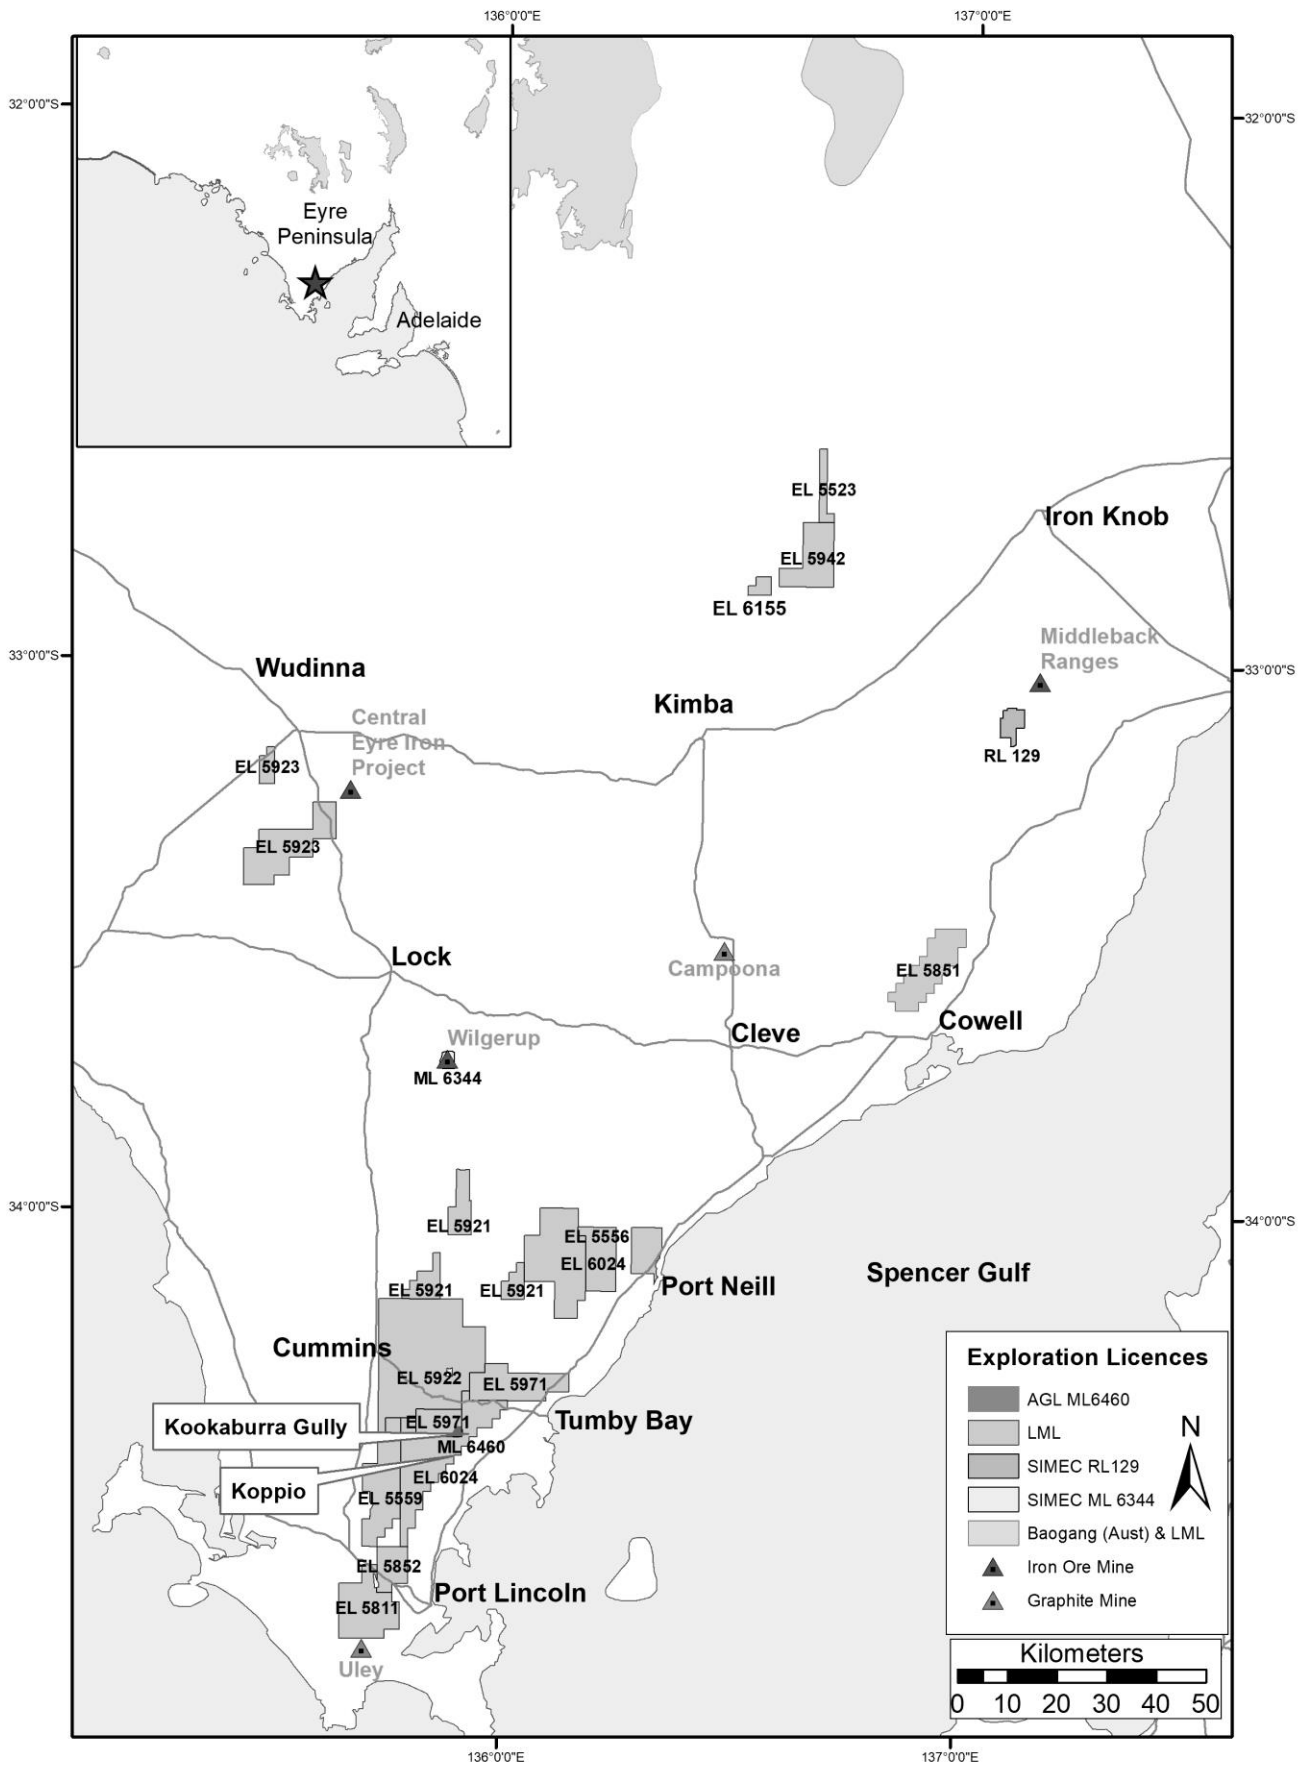 136°0'0"E
137°0'0"E
32°0'0"S
32°0'0"S
Eyre
Peninsula
Adelaide
EL 5523
Iron Knob
EL 5942
EL 6155
Middleback
Ranges
33°0'0"S
33°0'0"S
Wudinna
Kimba
Central
Eyre Iron
Project
EL 5923
RL 129
EL 5923
Lock
Campoona
EL 5851
Cowell
Cleve
Wilgerup
ML 6344
34°0'0"S
34°0'0"S
EL 5921
EL 5556
EL 6024
Spencer Gulf
EL 5921
EL 5921
Port Neill
Cummins
EL 5922
EL 5971
Kookaburra Gully
EL 5971
Tumby Bay
ML 6460
Koppio
EL 6024
EL 5559
EL 5852
Port Lincoln
EL 5811
Uley
Exploration Licences
AGL ML6460
LML
SIMEC RL129
SIMEC ML 6344
Baogang (Aust) & LML
Iron Ore Mine
Graphite Mine
N
Kilometers
0 10 20 30 40 50
136°0'0"E
137°0'0"E